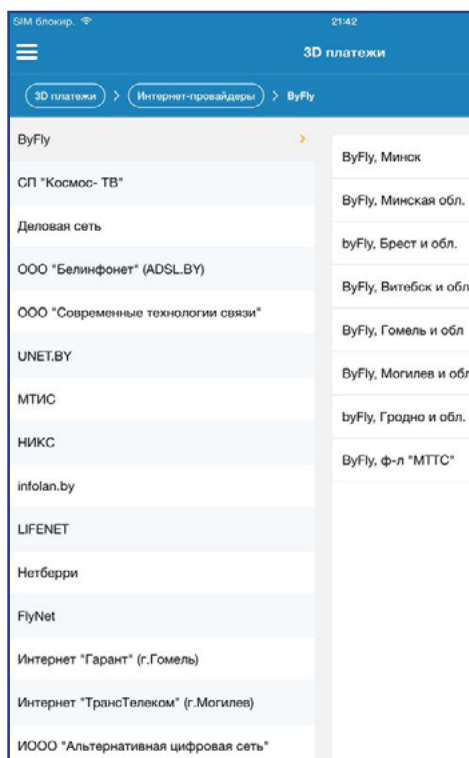 SIM блокир.
21:42
3D платежи
3D платежи > Интернет-провайдеры > ByFly
ByFly
СП "Космос- ТВ"
Деловая сеть
ООО "Белинфонет" (ADSL.BY)
ООО "Современные технологии связи"
UNET.BY
МТИС
НИКС
infolan.by
LIFENET
Нетберри
FlyNet
Интернет "Гарант" (г.Гомель)
Интернет "ТрансТелеком" (г.Могилев)
ИООО "Альтернативная цифровая сеть"
ByFly, Минск
ByFly, Минская обл.
byFly, Брест и обл.
ByFly, Витебск и обл
ByFly, Гомель и обл
ByFly, Могилев и обл
byFly, Гродно и обл.
ByFly, ф-л "МТТС"